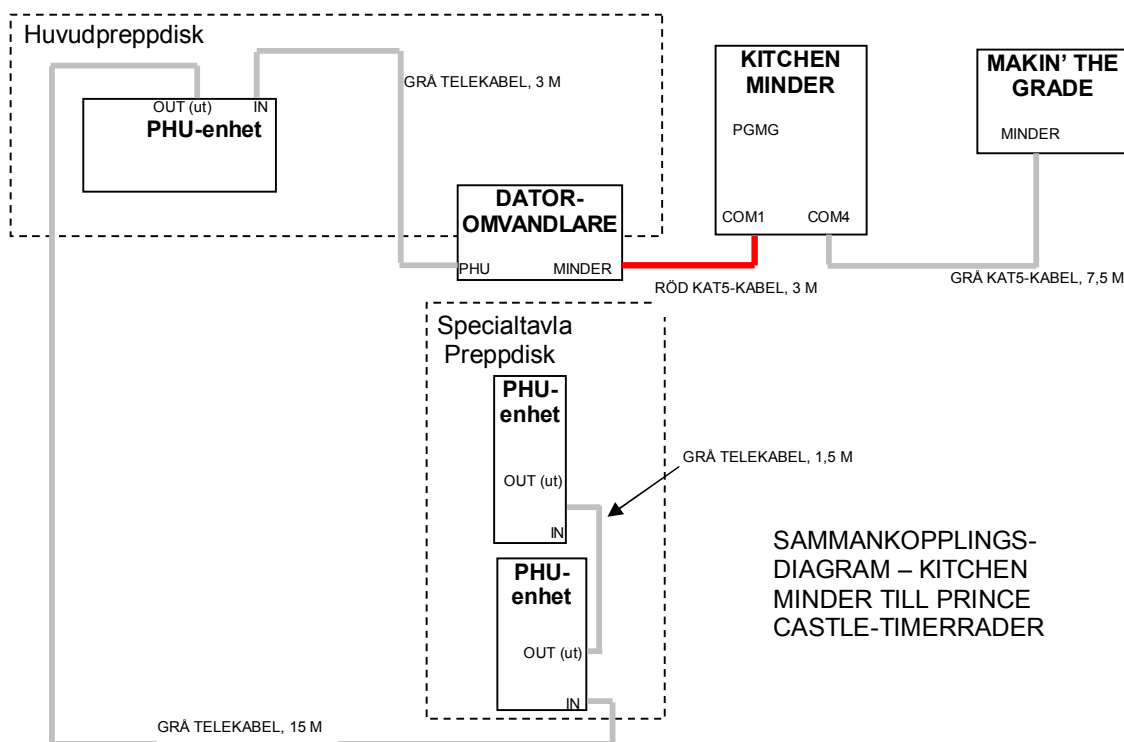 Huvudpreppdisk
OUT (ut)
IN
PHU-enhet
GRÅ TELEKABEL, 3 M
KITCHEN
MINDER
PGMG
COM1
COM4
MAKIN’ THE
GRADE
MINDER
DATOR-
OMVANDLARE
PHU
MINDER
RÖD KAT5-KABEL, 3 M
GRÅ KAT5-KABEL, 7,5 M
Specialtavla
Preppdisk
PHU-
enhet
OUT (ut)
IN
GRÅ TELEKABEL, 1,5 M
PHU-
enhet
OUT (ut)
IN
SAMMANKOPPLINGS-
DIAGRAM – KITCHEN
MINDER TILL PRINCE
CASTLE-TIMERRADER
GRÅ TELEKABEL, 15 M